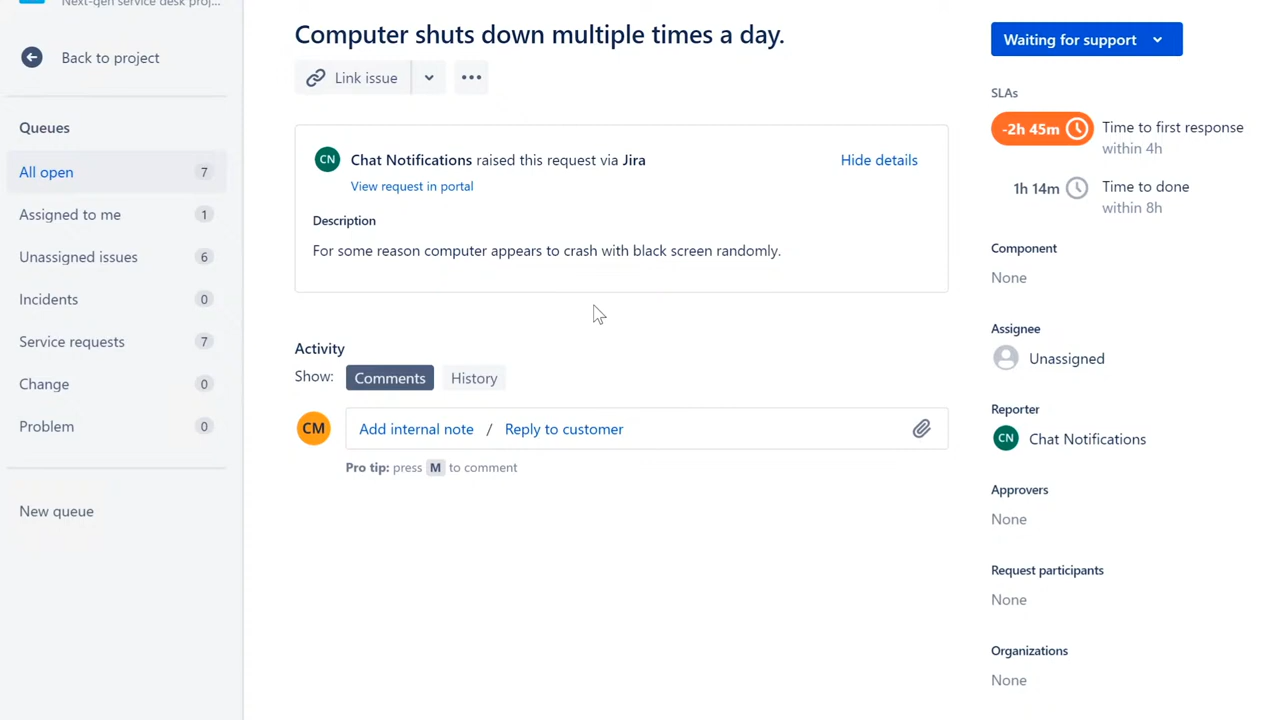 Next-gen service desk proj...
Back to project
Queues
All open 7
Assigned to me 1
Unassigned issues 6
Incidents 0
Service requests 7
Change 0
Problem 0
New queue
Computer shuts down multiple times a day.
Link issue
CN Chat Notifications raised this request via Jira Hide details
View request in portal
Description
For some reason computer appears to crash with black screen randomly.
Activity
Show: Comments History
CM Add internal note / Reply to customer
Pro tip: press M to comment
Waiting for support
SLAs
-2h 45m Time to first response
within 4h
1h 14m Time to done
within 8h
Component
None
Assignee
Unassigned
Reporter
CN Chat Notifications
Approvers
None
Request participants
None
Organizations
None